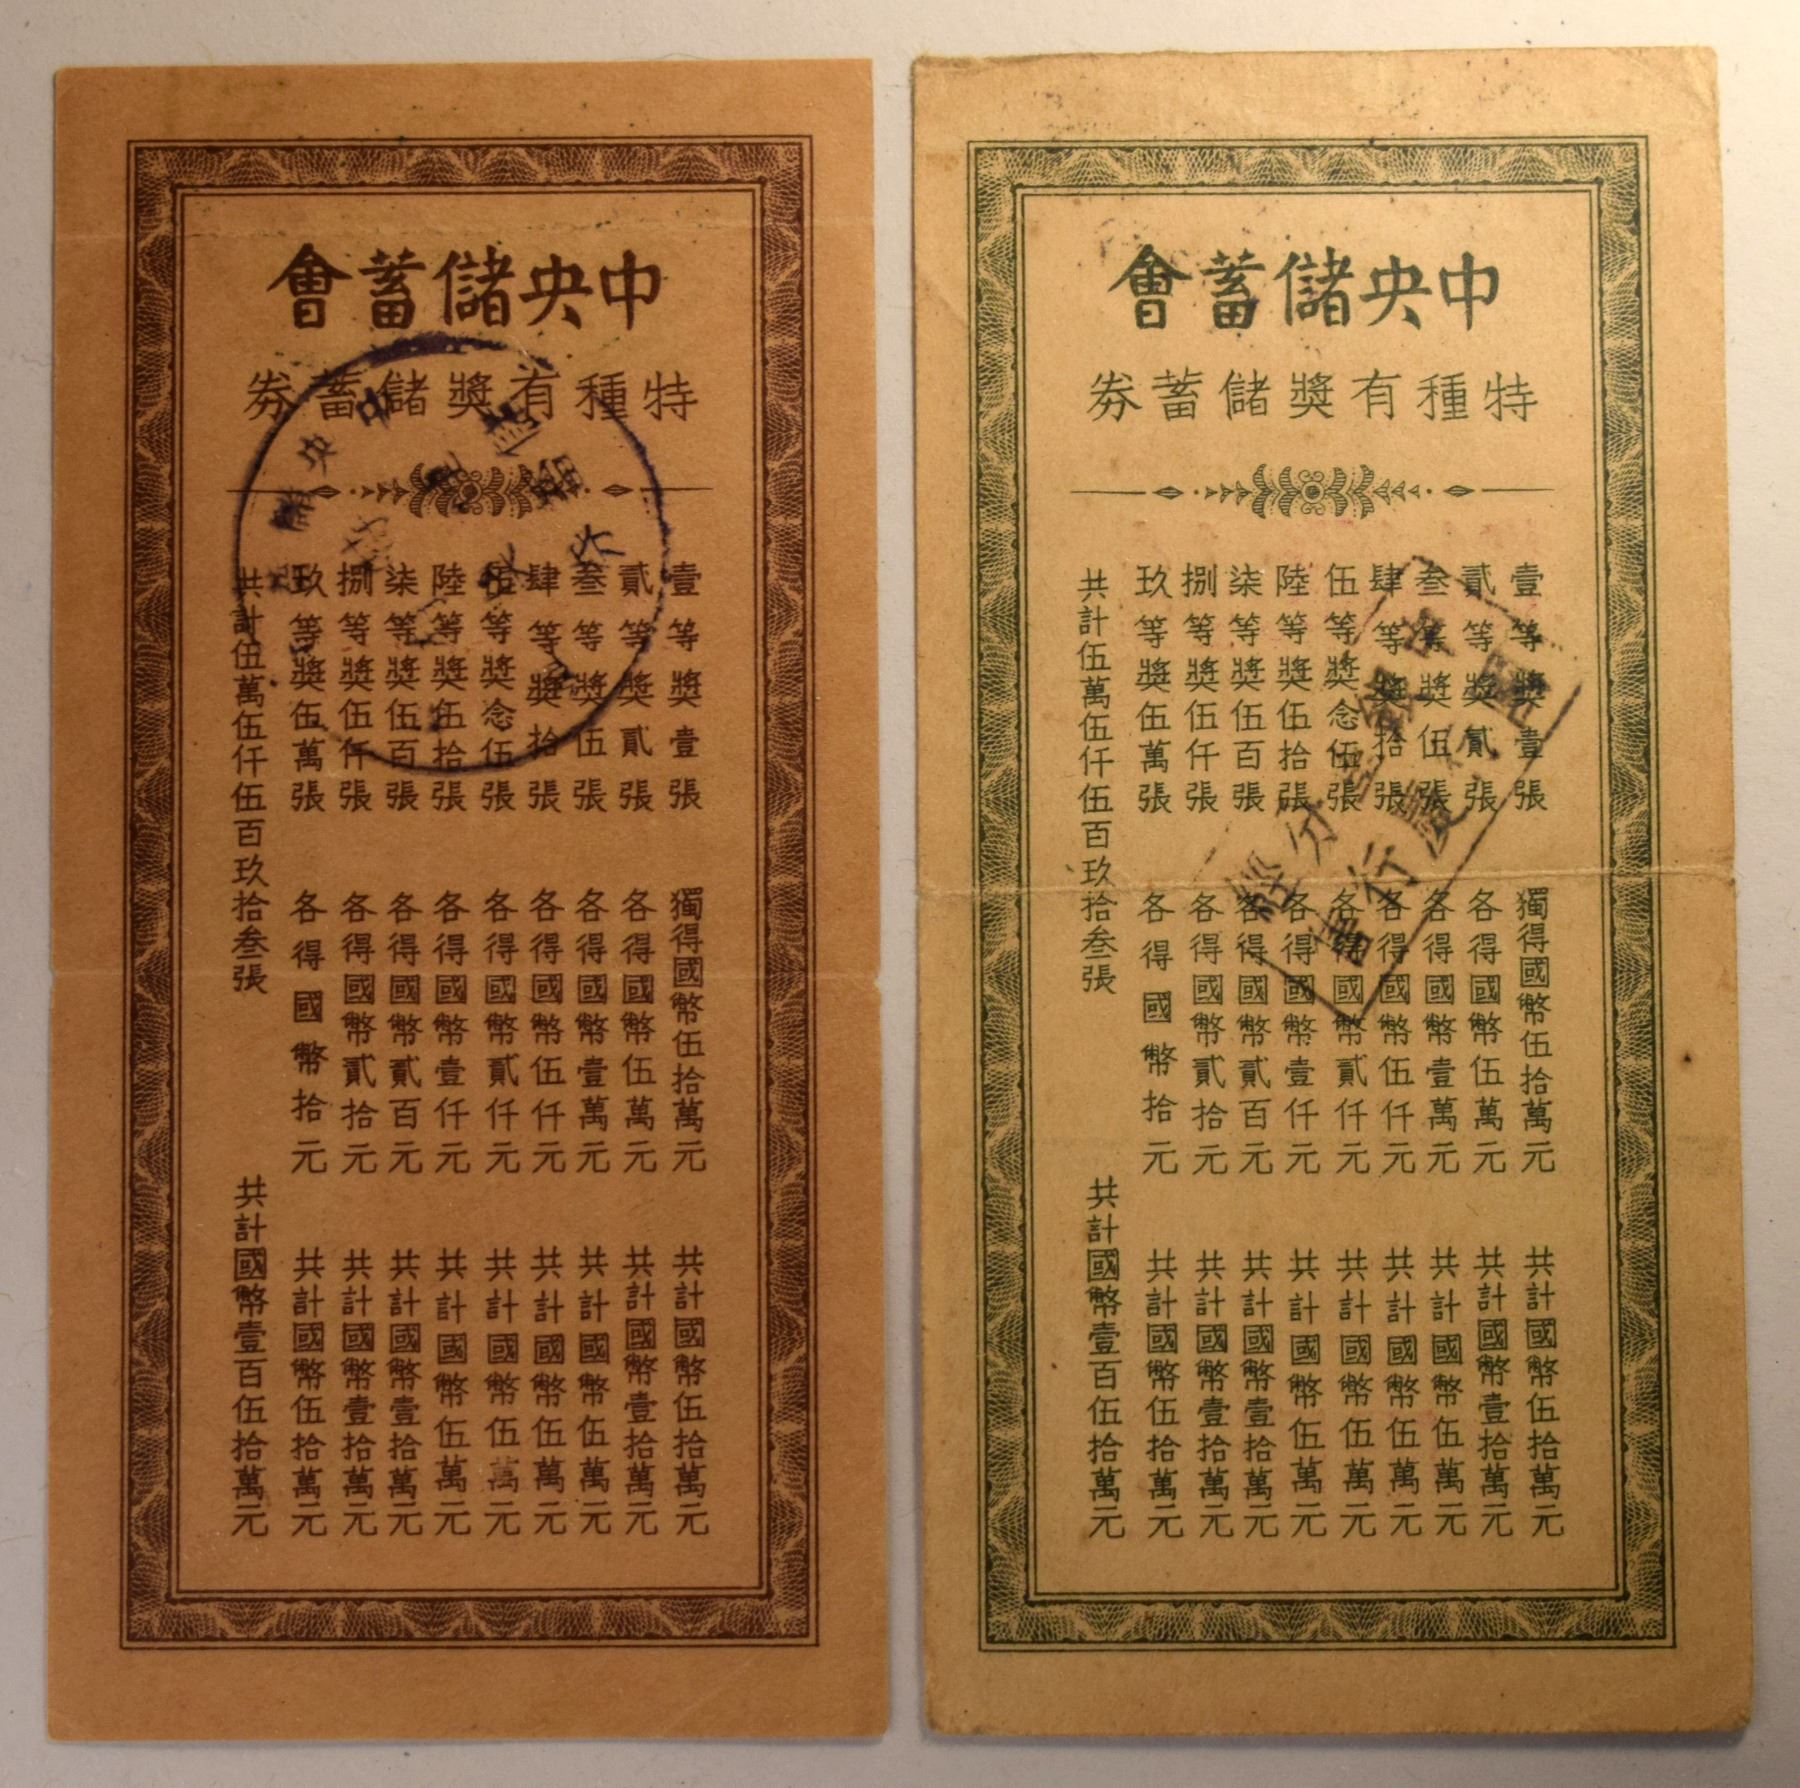 中央儲蓄會
特種有獎儲蓄券
壹等獎壹張 獨得國幣伍拾萬元 共計國幣伍拾萬元
貳等獎貳張 各得國幣伍萬元 共計國幣壹拾萬元
叁等獎伍張 各得國幣壹萬元 共計國幣伍萬元
肆等獎拾張 各得國幣伍仟元 共計國幣伍萬元
伍等獎念伍張 各得國幣貳仟元 共計國幣伍萬元
陸等獎伍拾張 各得國幣壹仟元 共計國幣伍萬元
柒等獎伍百張 各得國幣貳百元 共計國幣壹拾萬元
捌等獎伍仟張 各得國幣貳拾元 共計國幣壹拾萬元
玖等獎伍萬張 各得國幣拾元 共計國幣伍拾萬元
共計伍萬伍仟伍百玖拾叁張 共計國幣壹百伍拾萬元
中央儲蓄會
特種有獎儲蓄券
壹等獎壹張 獨得國幣伍拾萬元 共計國幣伍拾萬元
貳等獎貳張 各得國幣伍萬元 共計國幣壹拾萬元
叁等獎伍張 各得國幣壹萬元 共計國幣伍萬元
肆等獎拾張 各得國幣伍仟元 共計國幣伍萬元
伍等獎念伍張 各得國幣貳仟元 共計國幣伍萬元
陸等獎伍拾張 各得國幣壹仟元 共計國幣伍萬元
柒等獎伍百張 各得國幣貳百元 共計國幣壹拾萬元
捌等獎伍仟張 各得國幣貳拾元 共計國幣壹拾萬元
玖等獎伍萬張 各得國幣拾元 共計國幣伍拾萬元
共計伍萬伍仟伍百玖拾叁張 共計國幣壹百伍拾萬元